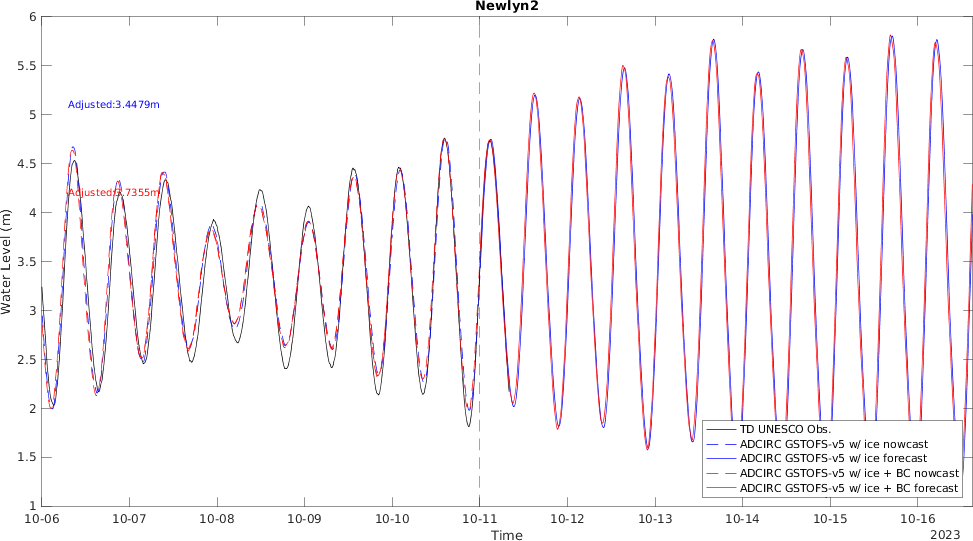 Newlyn2
6
5.5
5
4.5
4
3.5
3
2.5
2
1.5
1
Water Level (m)
Adjusted:3.4479m
Adjusted:3.7355m
TD UNESCO Obs.
ADCIRC GSTOFS-v5 w/ ice nowcast
ADCIRC GSTOFS-v5 w/ ice forecast
ADCIRC GSTOFS-v5 w/ ice + BC nowcast
ADCIRC GSTOFS-v5 w/ ice + BC forecast
10-06 10-07 10-08 10-09 10-10 10-11 10-12 10-13 10-14 10-15 10-16
Time
2023